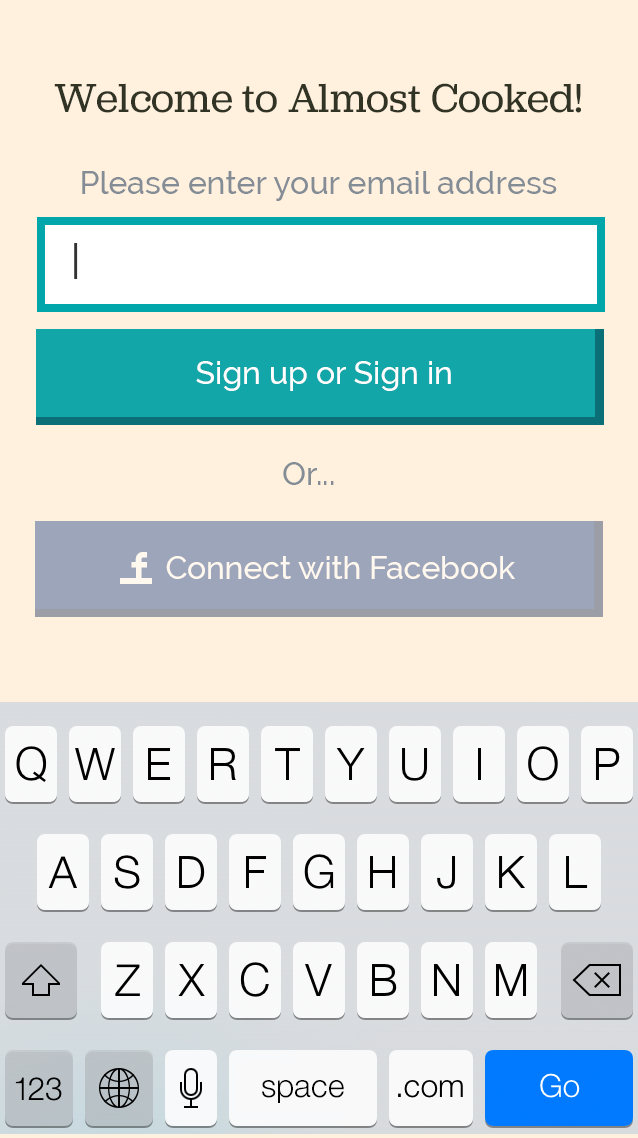 Welcome to Almost Cooked!
Please enter your email address
Sign up or Sign in
Or...
f Connect with Facebook
Q W E R T Y U I O P
A S D F G H J K L
Z X C V B N M
123 space .com Go